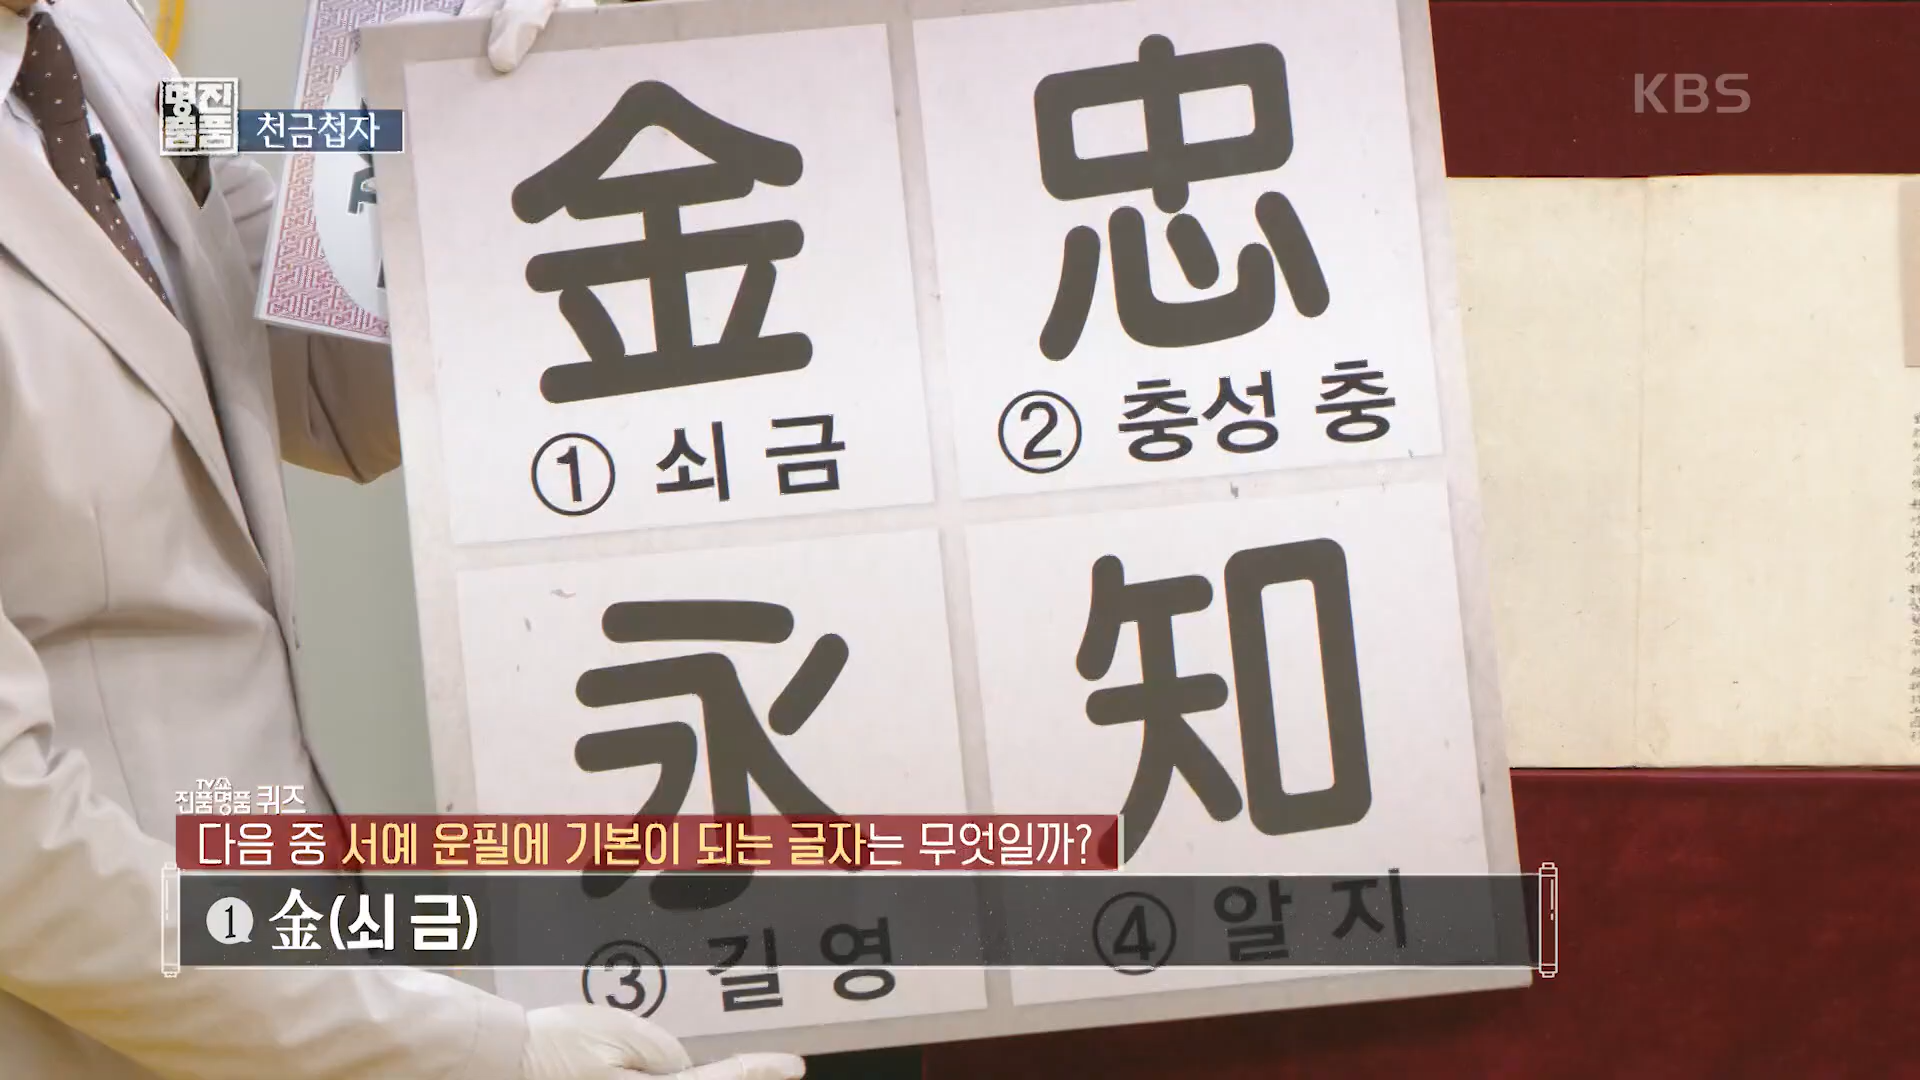 명진
품품
천금첩자
KBS
金
① 쇠 금
忠
② 충성 충
永
③ 길 영
知
④ 알 지
TV쇼
진품명품 퀴즈
다음 중 서예 운필에 기본이 되는 글자는 무엇일까?
1 金(쇠 금)